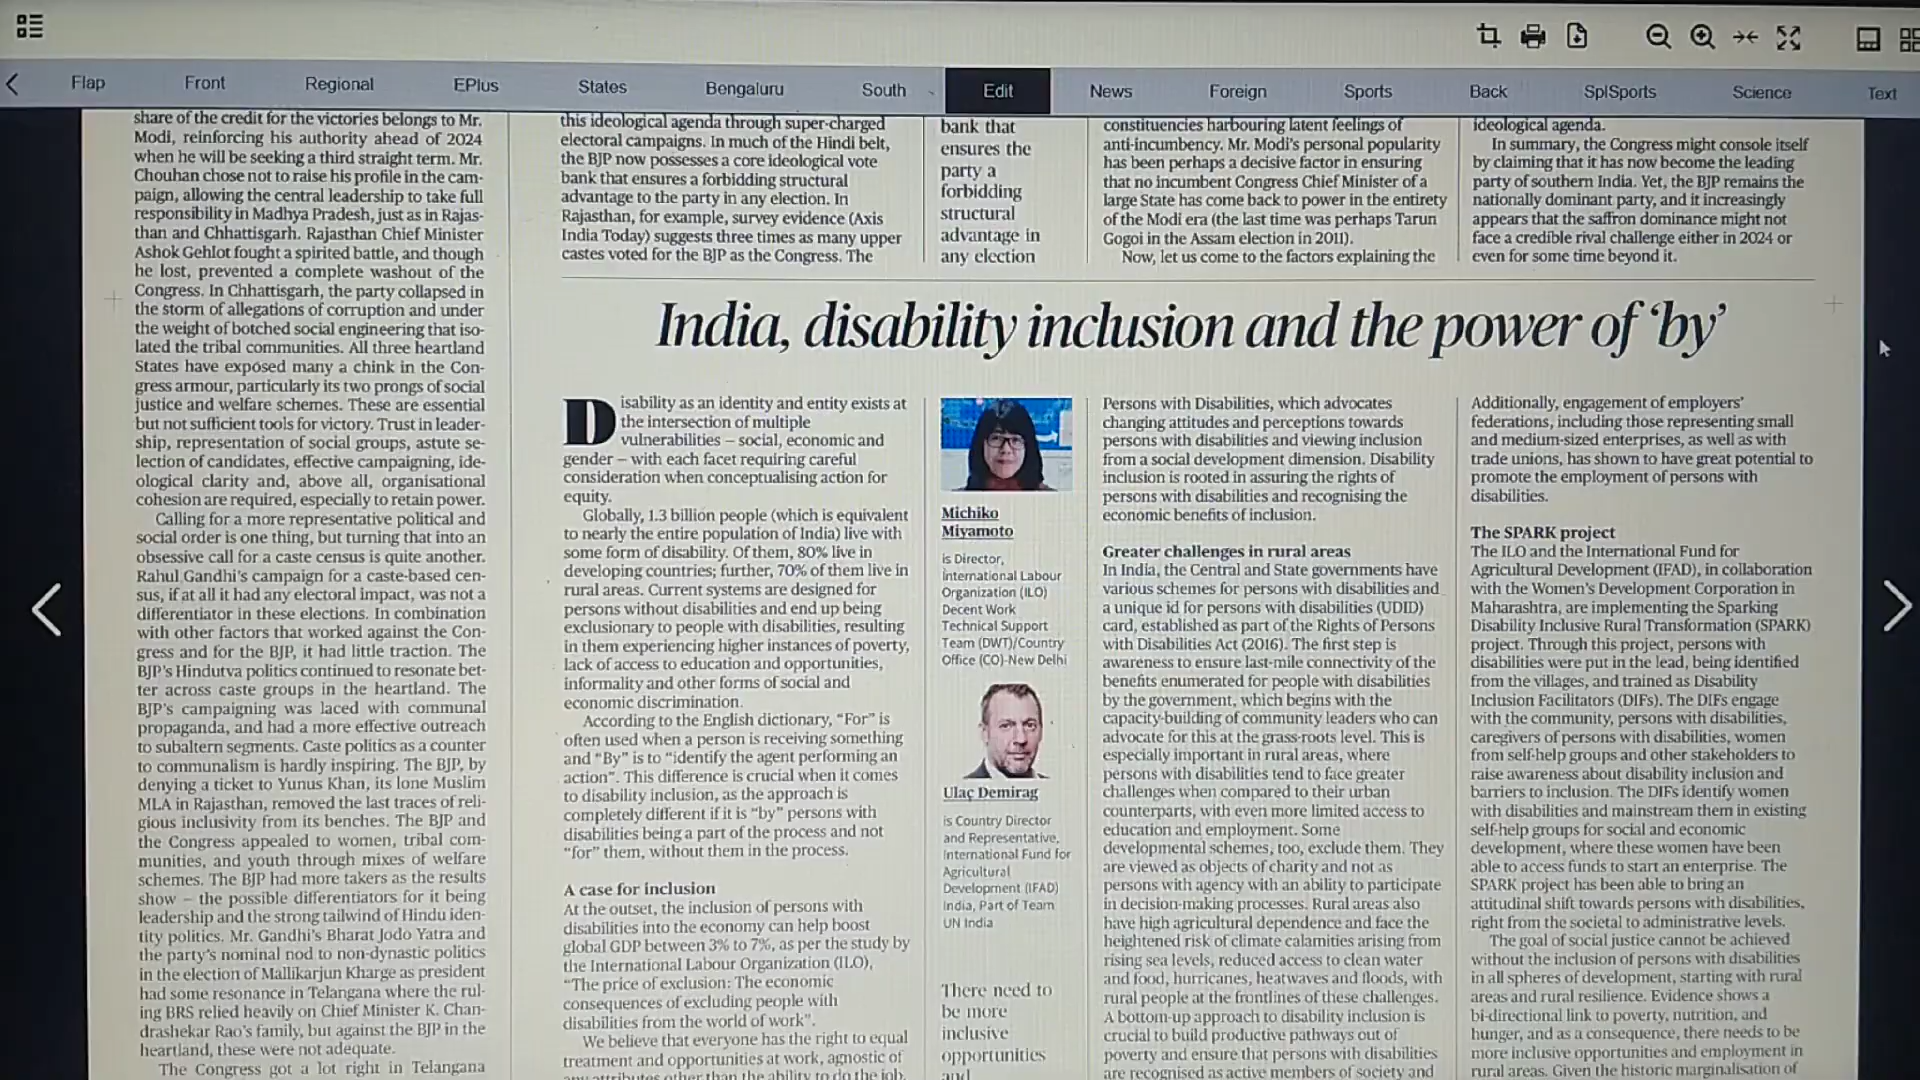 Flap
Front
Regional
EPlus
States
Bengaluru
South
Edit
News
Foreign
Sports
Back
SplSports
Science
Text
share of the credit for the victories belongs to Mr.
Modi, reinforcing his authority ahead of 2024
when he will be seeking a third straight term. Mr.
Chouhan chose not to raise his profile in the cam-
paign, allowing the central leadership to take full
responsibility in Madhya Pradesh, just as in Rajas-
than and Chhattisgarh. Rajasthan Chief Minister
Ashok Gehlot fought a spirited battle, and though
he lost, prevented a complete washout of the
Congress. In Chhattisgarh, the party collapsed in
the storm of allegations of corruption and under
the weight of botched social engineering that iso-
lated the tribal communities. All three heartland
States have exposed many a chink in the Con-
gress armour, particularly its two prongs of social
justice and welfare schemes. These are essential
but not sufficient tools for victory. Trust in leader-
ship, representation of social groups, astute se-
lection of candidates, effective campaigning, ide-
ological clarity and, above all, organisational
cohesion are required, especially to retain power.
Calling for a more representative political and
social order is one thing, but turning that into an
obsessive call for a caste census is quite another.
Rahul Gandhi's campaign for a caste-based cen-
sus, if at all it had any electoral impact, was not a
differentiator in these elections. In combination
with other factors that worked against the Con-
gress and for the BJP, it had little traction. The
BJP's Hindutva politics continued to resonate bet-
ter across caste groups in the heartland. The
BJP's campaigning was laced with communal
propaganda, and had a more effective outreach
to subaltern segments. Caste politics as a counter
to communalism is hardly inspiring. The BJP, by
denying a ticket to Yunus Khan, its lone Muslim
MLA in Rajasthan, removed the last traces of reli-
gious inclusivity from its benches. The BJP and
the Congress appealed to women, tribal com-
munities, and youth through mixes of welfare
schemes. The BJP had more takers as the results
show – the possible differentiators for it being
leadership and the strong tailwind of Hindu iden-
tity politics. Mr. Gandhi's Bharat Jodo Yatra and
the party's nominal nod to non-dynastic politics
in the election of Mallikarjun Kharge as president
had some resonance in Telangana where the rul-
ing BRS relied heavily on Chief Minister K. Chan-
drashekar Rao's family, but against the BJP in the
heartland, these were not adequate.
The Congress got a lot right in Telangana
this ideological agenda through super-charged
electoral campaigns. In much of the Hindi belt,
the BJP now possesses a core ideological vote
bank that ensures a forbidding structural
advantage to the party in any election. In
Rajasthan, for example, survey evidence (Axis
India Today) suggests three times as many upper
castes voted for the BJP as the Congress. The
bank that
ensures the
party a
forbidding
structural
advantage in
any election
constituencies harbouring latent feelings of
anti-incumbency. Mr. Modi's personal popularity
has been perhaps a decisive factor in ensuring
that no incumbent Congress Chief Minister of a
large State has come back to power in the entirety
of the Modi era (the last time was perhaps Tarun
Gogoi in the Assam election in 2011).
Now, let us come to the factors explaining the
ideological agenda.
In summary, the Congress might console itself
by claiming that it has now become the leading
party of southern India. Yet, the BJP remains the
nationally dominant party, and it increasingly
appears that the saffron dominance might not
face a credible rival challenge either in 2024 or
even for some time beyond it.
India, disability inclusion and the power of ‘by’
Disability as an identity and entity exists at
the intersection of multiple
vulnerabilities – social, economic and
gender – with each facet requiring careful
consideration when conceptualising action for
equity.
Globally, 1.3 billion people (which is equivalent
to nearly the entire population of India) live with
some form of disability. Of them, 80% live in
developing countries; further, 70% of them live in
rural areas. Current systems are designed for
persons without disabilities and end up being
exclusionary to people with disabilities, resulting
in them experiencing higher instances of poverty,
lack of access to education and opportunities,
informality and other forms of social and
economic discrimination.
According to the English dictionary, “For” is
often used when a person is receiving something
and “By” is to “identify the agent performing an
action”. This difference is crucial when it comes
to disability inclusion, as the approach is
completely different if it is “by” persons with
disabilities being a part of the process and not
“for” them, without them in the process.
A case for inclusion
At the outset, the inclusion of persons with
disabilities into the economy can help boost
global GDP between 3% to 7%, as per the study by
the International Labour Organization (ILO),
“The price of exclusion: The economic
consequences of excluding people with
disabilities from the world of work”.
We believe that everyone has the right to equal
treatment and opportunities at work, agnostic of
any attributes other than the ability to do the job.
Michiko
Miyamoto
is Director,
International Labour
Organization (ILO)
Decent Work
Technical Support
Team (DWT)/Country
Office (CO)-New Delhi
Ulaç Demirag
is Country Director
and Representative,
International Fund for
Agricultural
Development (IFAD)
India, Part of Team
UN India
There need to
be more
inclusive
opportunities
and
Persons with Disabilities, which advocates
changing attitudes and perceptions towards
persons with disabilities and viewing inclusion
from a social development dimension. Disability
inclusion is rooted in assuring the rights of
persons with disabilities and recognising the
economic benefits of inclusion.
Greater challenges in rural areas
In India, the Central and State governments have
various schemes for persons with disabilities and
a unique id for persons with disabilities (UDID)
card, established as part of the Rights of Persons
with Disabilities Act (2016). The first step is
awareness to ensure last-mile connectivity of the
benefits enumerated for people with disabilities
by the government, which begins with the
capacity-building of community leaders who can
advocate for this at the grass-roots level. This is
especially important in rural areas, where
persons with disabilities tend to face greater
challenges when compared to their urban
counterparts, with even more limited access to
education and employment. Some
developmental schemes, too, exclude them. They
are viewed as objects of charity and not as
persons with agency with an ability to participate
in decision-making processes. Rural areas also
have high agricultural dependence and face the
heightened risk of climate calamities arising from
rising sea levels, reduced access to clean water
and food, hurricanes, heatwaves and floods, with
rural people at the frontlines of these challenges.
A bottom-up approach to disability inclusion is
crucial to build productive pathways out of
poverty and ensure that persons with disabilities
are recognised as active members of society and
Additionally, engagement of employers'
federations, including those representing small
and medium-sized enterprises, as well as with
trade unions, has shown to have great potential to
promote the employment of persons with
disabilities.
The SPARK project
The ILO and the International Fund for
Agricultural Development (IFAD), in collaboration
with the Women's Development Corporation in
Maharashtra, are implementing the Sparking
Disability Inclusive Rural Transformation (SPARK)
project. Through this project, persons with
disabilities were put in the lead, being identified
from the villages, and trained as Disability
Inclusion Facilitators (DIFs). The DIFs engage
with the community, persons with disabilities,
caregivers of persons with disabilities, women
from self-help groups and other stakeholders to
raise awareness about disability inclusion and
barriers to inclusion. The DIFs identify women
with disabilities and mainstream them in existing
self-help groups for social and economic
development, where these women have been
able to access funds to start an enterprise. The
SPARK project has been able to bring an
attitudinal shift towards persons with disabilities,
right from the societal to administrative levels.
The goal of social justice cannot be achieved
without the inclusion of persons with disabilities
in all spheres of development, starting with rural
areas and rural resilience. Evidence shows a
bi-directional link to poverty, nutrition, and
hunger, and as a consequence, there needs to be
more inclusive opportunities and employment in
rural areas. Given the historic marginalisation of